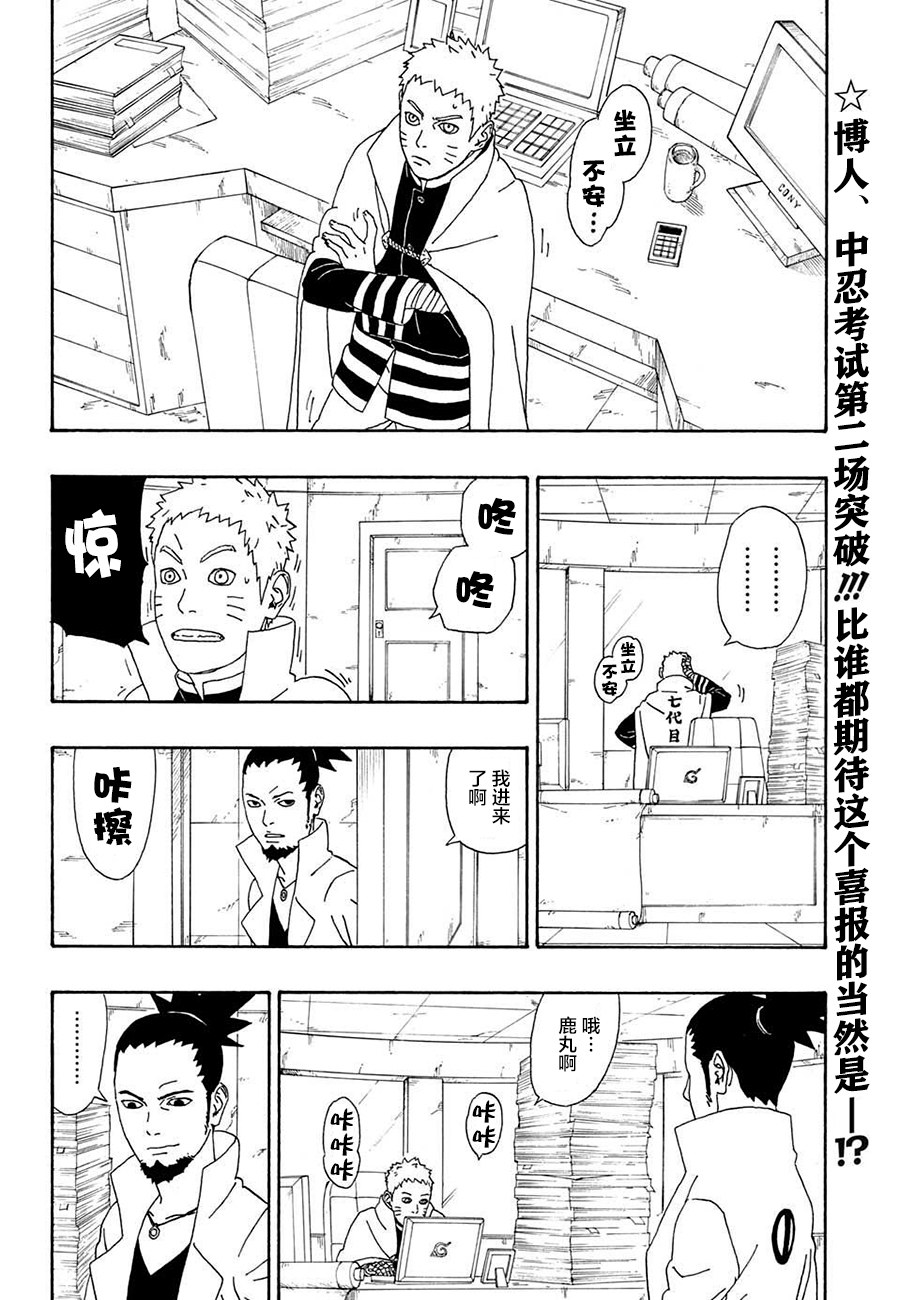 ☆博人、中忍考试第二场突破!!!比谁都期待这个喜报的当然是—!?
坐立
不安…
CONY
………
坐立
不安
七代目
咚
咚
惊
我进来
了啊
咔擦
哦…
鹿丸啊
咔咔
咔咔咔
………